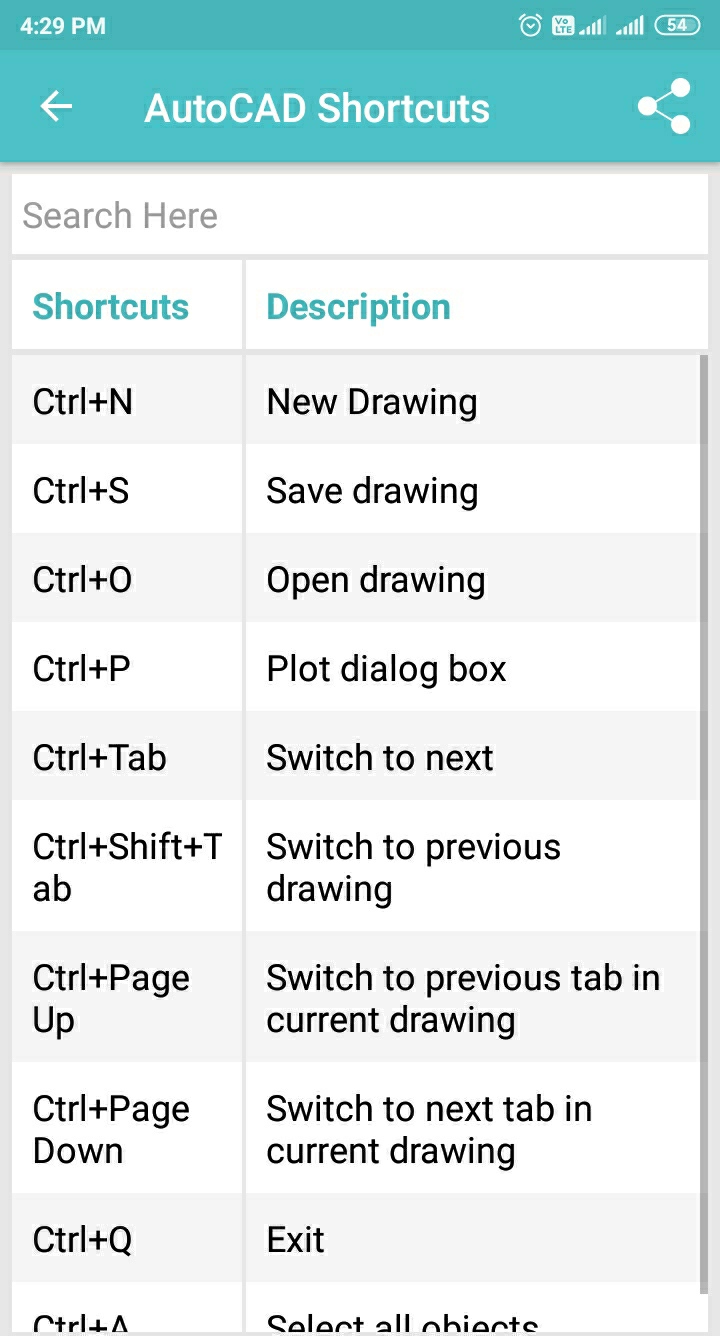 4:29 PM
Vo
LTE
54
AutoCAD Shortcuts
Search Here
Shortcuts Description
Ctrl+N New Drawing
Ctrl+S Save drawing
Ctrl+O Open drawing
Ctrl+P Plot dialog box
Ctrl+Tab Switch to next
Ctrl+Shift+T Switch to previous
ab drawing
Ctrl+Page Switch to previous tab in
Up current drawing
Ctrl+Page Switch to next tab in
Down current drawing
Ctrl+Q Exit
Ctrl+A Select all objects